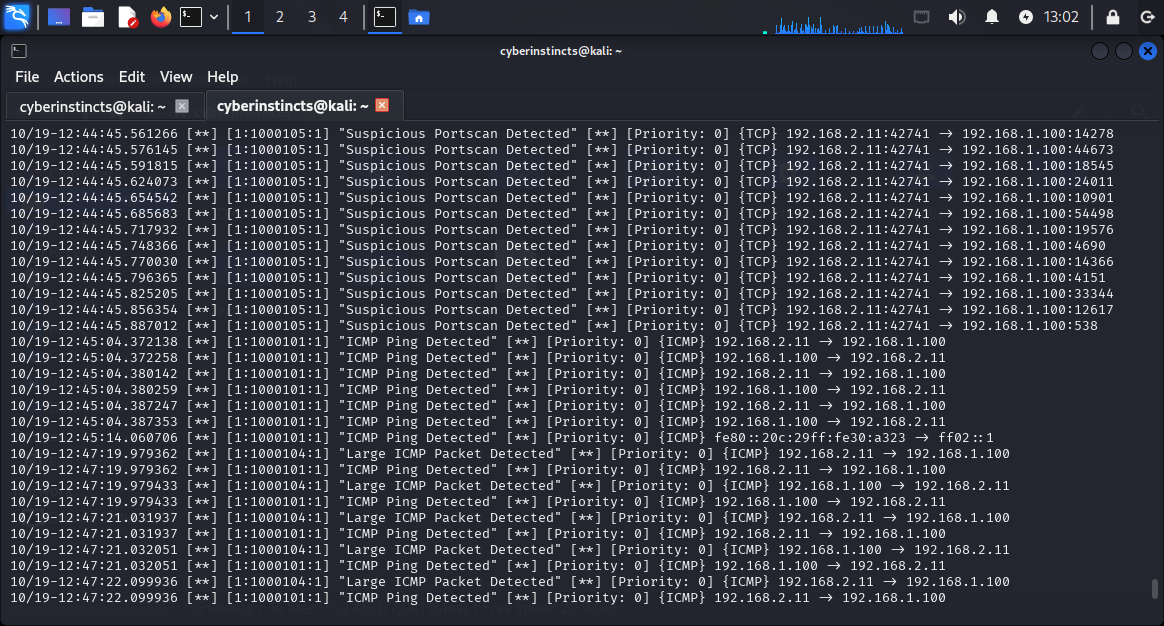 1 2 3 4 13:02
cyberinstincts@kali: ~
File Actions Edit View Help
cyberinstincts@kali: ~ cyberinstincts@kali: ~
10/19-12:44:45.561266 [**] [1:1000105:1] "Suspicious Portscan Detected" [**] [Priority: 0] {TCP} 192.168.2.11:42741 → 192.168.1.100:14278
10/19-12:44:45.576145 [**] [1:1000105:1] "Suspicious Portscan Detected" [**] [Priority: 0] {TCP} 192.168.2.11:42741 → 192.168.1.100:44673
10/19-12:44:45.591815 [**] [1:1000105:1] "Suspicious Portscan Detected" [**] [Priority: 0] {TCP} 192.168.2.11:42741 → 192.168.1.100:18545
10/19-12:44:45.624073 [**] [1:1000105:1] "Suspicious Portscan Detected" [**] [Priority: 0] {TCP} 192.168.2.11:42741 → 192.168.1.100:24011
10/19-12:44:45.654542 [**] [1:1000105:1] "Suspicious Portscan Detected" [**] [Priority: 0] {TCP} 192.168.2.11:42741 → 192.168.1.100:10901
10/19-12:44:45.685683 [**] [1:1000105:1] "Suspicious Portscan Detected" [**] [Priority: 0] {TCP} 192.168.2.11:42741 → 192.168.1.100:54498
10/19-12:44:45.717932 [**] [1:1000105:1] "Suspicious Portscan Detected" [**] [Priority: 0] {TCP} 192.168.2.11:42741 → 192.168.1.100:19576
10/19-12:44:45.748366 [**] [1:1000105:1] "Suspicious Portscan Detected" [**] [Priority: 0] {TCP} 192.168.2.11:42741 → 192.168.1.100:4690
10/19-12:44:45.770030 [**] [1:1000105:1] "Suspicious Portscan Detected" [**] [Priority: 0] {TCP} 192.168.2.11:42741 → 192.168.1.100:14366
10/19-12:44:45.796365 [**] [1:1000105:1] "Suspicious Portscan Detected" [**] [Priority: 0] {TCP} 192.168.2.11:42741 → 192.168.1.100:4151
10/19-12:44:45.825205 [**] [1:1000105:1] "Suspicious Portscan Detected" [**] [Priority: 0] {TCP} 192.168.2.11:42741 → 192.168.1.100:33344
10/19-12:44:45.856354 [**] [1:1000105:1] "Suspicious Portscan Detected" [**] [Priority: 0] {TCP} 192.168.2.11:42741 → 192.168.1.100:12617
10/19-12:44:45.887012 [**] [1:1000105:1] "Suspicious Portscan Detected" [**] [Priority: 0] {TCP} 192.168.2.11:42741 → 192.168.1.100:538
10/19-12:45:04.372138 [**] [1:1000101:1] "ICMP Ping Detected" [**] [Priority: 0] {ICMP} 192.168.2.11 → 192.168.1.100
10/19-12:45:04.372258 [**] [1:1000101:1] "ICMP Ping Detected" [**] [Priority: 0] {ICMP} 192.168.1.100 → 192.168.2.11
10/19-12:45:04.380142 [**] [1:1000101:1] "ICMP Ping Detected" [**] [Priority: 0] {ICMP} 192.168.2.11 → 192.168.1.100
10/19-12:45:04.380259 [**] [1:1000101:1] "ICMP Ping Detected" [**] [Priority: 0] {ICMP} 192.168.1.100 → 192.168.2.11
10/19-12:45:04.387247 [**] [1:1000101:1] "ICMP Ping Detected" [**] [Priority: 0] {ICMP} 192.168.2.11 → 192.168.1.100
10/19-12:45:04.387353 [**] [1:1000101:1] "ICMP Ping Detected" [**] [Priority: 0] {ICMP} 192.168.1.100 → 192.168.2.11
10/19-12:45:14.060706 [**] [1:1000101:1] "ICMP Ping Detected" [**] [Priority: 0] {ICMP} fe80::20c:29ff:fe30:a323 → ff02::1
10/19-12:47:19.979362 [**] [1:1000104:1] "Large ICMP Packet Detected" [**] [Priority: 0] {ICMP} 192.168.2.11 → 192.168.1.100
10/19-12:47:19.979362 [**] [1:1000101:1] "ICMP Ping Detected" [**] [Priority: 0] {ICMP} 192.168.2.11 → 192.168.1.100
10/19-12:47:19.979433 [**] [1:1000104:1] "Large ICMP Packet Detected" [**] [Priority: 0] {ICMP} 192.168.1.100 → 192.168.2.11
10/19-12:47:19.979433 [**] [1:1000101:1] "ICMP Ping Detected" [**] [Priority: 0] {ICMP} 192.168.1.100 → 192.168.2.11
10/19-12:47:21.031937 [**] [1:1000104:1] "Large ICMP Packet Detected" [**] [Priority: 0] {ICMP} 192.168.2.11 → 192.168.1.100
10/19-12:47:21.031937 [**] [1:1000101:1] "ICMP Ping Detected" [**] [Priority: 0] {ICMP} 192.168.2.11 → 192.168.1.100
10/19-12:47:21.032051 [**] [1:1000104:1] "Large ICMP Packet Detected" [**] [Priority: 0] {ICMP} 192.168.1.100 → 192.168.2.11
10/19-12:47:21.032051 [**] [1:1000101:1] "ICMP Ping Detected" [**] [Priority: 0] {ICMP} 192.168.1.100 → 192.168.2.11
10/19-12:47:22.099936 [**] [1:1000104:1] "Large ICMP Packet Detected" [**] [Priority: 0] {ICMP} 192.168.2.11 → 192.168.1.100
10/19-12:47:22.099936 [**] [1:1000101:1] "ICMP Ping Detected" [**] [Priority: 0] {ICMP} 192.168.2.11 → 192.168.1.100